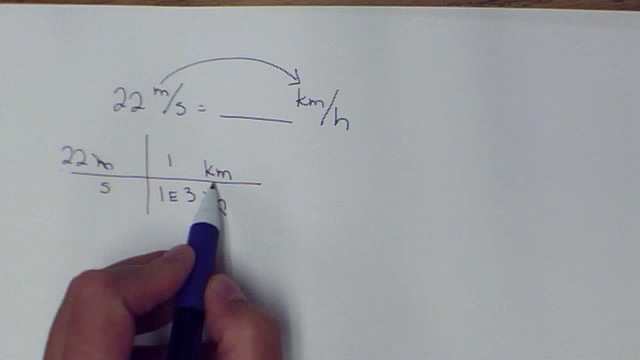 22 m/s = ____ km/h
22 m | 1 km
s | 1E3